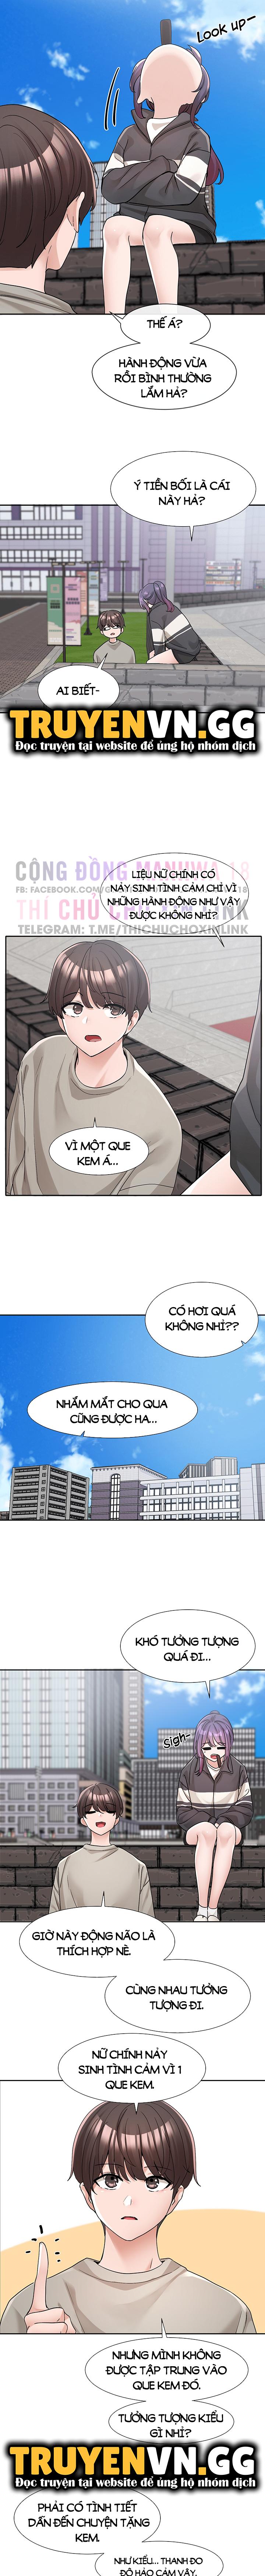 LOOK UP~
THẾ Á?
HÀNH ĐỘNG VỪA
RỒI BÌNH THƯỜNG
LẮM HẢ?
Ý TIỀN BỐI LÀ CÁI
NÀY HẢ?
AI BIẾT-
TRUYENVN.GG
Đọc truyện tại website để ủng hộ nhóm dịch
CỘNG ĐỒNG MANHWA 18
LIỆU NỮ CHÍNH CÓ
NẢY SINH TÌNH CẢM CHỈ VÌ
NHỮNG HÀNH ĐỘNG NHƯ VẬY
ĐƯỢC KHÔNG NHỈ?
TELEGRAM: T.ME/THICHUCHOXINLINK
VÌ MỘT QUE
KEM Á...
CÓ HƠI QUÁ
KHÔNG NHỈ??
NHẮM MẮT CHO QUA
CŨNG ĐƯỢC HA...
KHÓ TƯỞNG TƯỢNG
QUÁ ĐI...
Sigh~
GIỜ NÀY ĐỘNG NÃO LÀ
THÍCH HỢP NÈ.
CÙNG NHAU TƯỞNG
TƯỢNG ĐI.
NỮ CHÍNH NẢY
SINH TÌNH CẢM VÌ 1
QUE KEM.
NHƯNG MÌNH KHÔNG
ĐƯỢC TẬP TRUNG VÀO
QUE KEM ĐÓ.
TƯỞNG TƯỢNG KIỂU
GÌ NHỈ?
TRUYENVN.GG
Đọc truyện tại website để ủng hộ nhóm dịch
PHẢI CÓ TÌNH TIẾT
DẪN ĐẾN CHUYỆN TẶNG
KEM.
NHƯ KIỂU... THANG ĐO
ĐỘ HẢO CẢM VẬY.